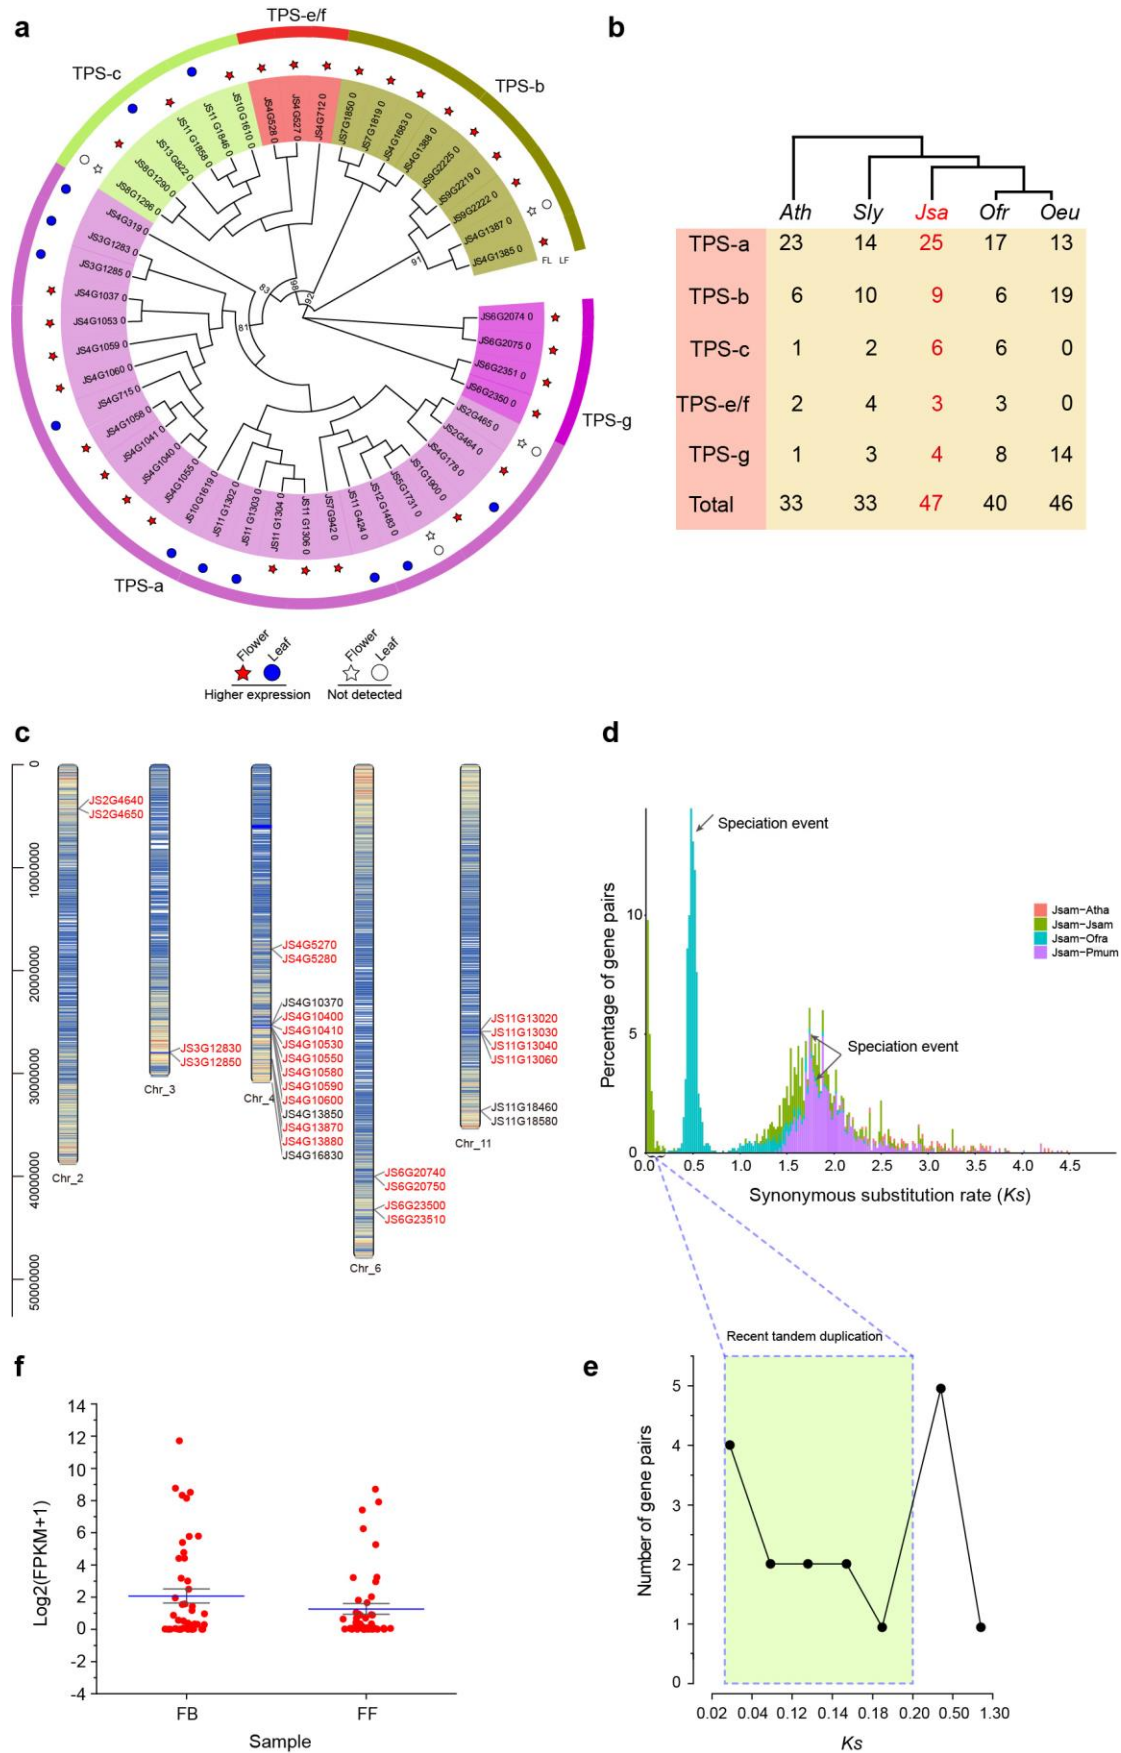 a
TPS-e/f
TPS-c
TPS-b
JS8G1296 0
JS8G1290 0
JS13G822 0
JS11 G1858 0
JS11 G1846 0
JS10G1610 0
JS4G528 0
JS4G527 0
JS4G712 0
JS7G1850 0
JS7G1819 0
JS4G1683 0
JS4G1388 0
JS9G2225 0
JS9G2219 0
JS9G2222 0
JS4G1387 0
JS4G1385 0
FL LF
91
92
98
83
81
JS6G2074 0
JS6G2075 0
JS6G2351 0
JS6G2350 0
TPS-g
JS2G465 0
JS2G464 0
JS4G178 0
JS1G1900 0
JS5G1731 0
JS12G1483 0
JS11 G424 0
JS7G942 0
JS11 G1306 0
JS11 G1304 0
JS11 G1303 0
JS11G1302 0
JS10G1619 0
JS4G1055 0
JS4G1040 0
JS4G1041 0
JS4G1058 0
JS4G715 0
JS4G1060 0
JS4G1059 0
JS4G1053 0
JS4G1037 0
JS3G1285 0
JS3G1283 0
JS4G319 0
TPS-a
Flower Leaf Flower Leaf
Higher expression Not detected
b
Ath Sly Jsa Ofr Oeu
TPS-a 23 14 25 17 13
TPS-b 6 10 9 6 19
TPS-c 1 2 6 6 0
TPS-e/f 2 4 3 3 0
TPS-g 1 3 4 8 14
Total 33 33 47 40 46
c
0
10000000
20000000
30000000
40000000
50000000
JS2G4640
JS2G4650
Chr_2
JS3G12830
JS3G12850
Chr_3
JS4G5270
JS4G5280
JS4G10370
JS4G10400
JS4G10410
JS4G10530
JS4G10550
JS4G10580
JS4G10590
JS4G10600
JS4G13850
JS4G13870
JS4G13880
JS4G16830
Chr_4
JS6G20740
JS6G20750
JS6G23500
JS6G23510
Chr_6
JS11G13020
JS11G13030
JS11G13040
JS11G13060
JS11G18460
JS11G18580
Chr_11
d
Speciation event
Speciation event
Jsam-Atha
Jsam-Jsam
Jsam-Ofra
Jsam-Pmum
Percentage of gene pairs
10
5
0
0.0 0.5 1.0 1.5 2.0 2.5 3.0 3.5 4.0 4.5
Synonymous substitution rate (Ks)
e
Recent tandem duplication
Number of gene pairs
5
4
3
2
1
0
0.02 0.04 0.12 0.14 0.18 0.20 0.50 1.30
Ks
f
Log2(FPKM+1)
14
12
10
8
6
4
2
0
-2
-4
FB FF
Sample